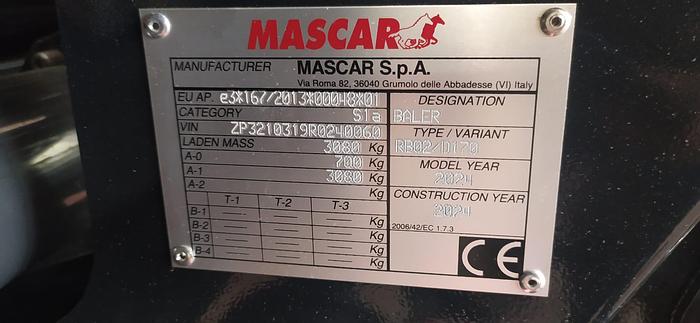 MASCAR
MANUFACTURER MASCAR S.p.A.
Via Roma 82, 36040 Grumolo delle Abbadesse (VI) Italy
EU AP. e3*167/2013*00048*01
CATEGORY S1a
VIN ZP3210319R0240060
LADEN MASS 3080 Kg
A-0 700 Kg
A-1 3080 Kg
A-2 Kg
T-1 T-2 T-3
B-1 Kg
B-2 Kg
B-3 Kg
B-4 Kg
DESIGNATION
BALER
TYPE / VARIANT
RB02/D170
MODEL YEAR
2024
CONSTRUCTION YEAR
2024
2006/42/EC 1.7.3
CE